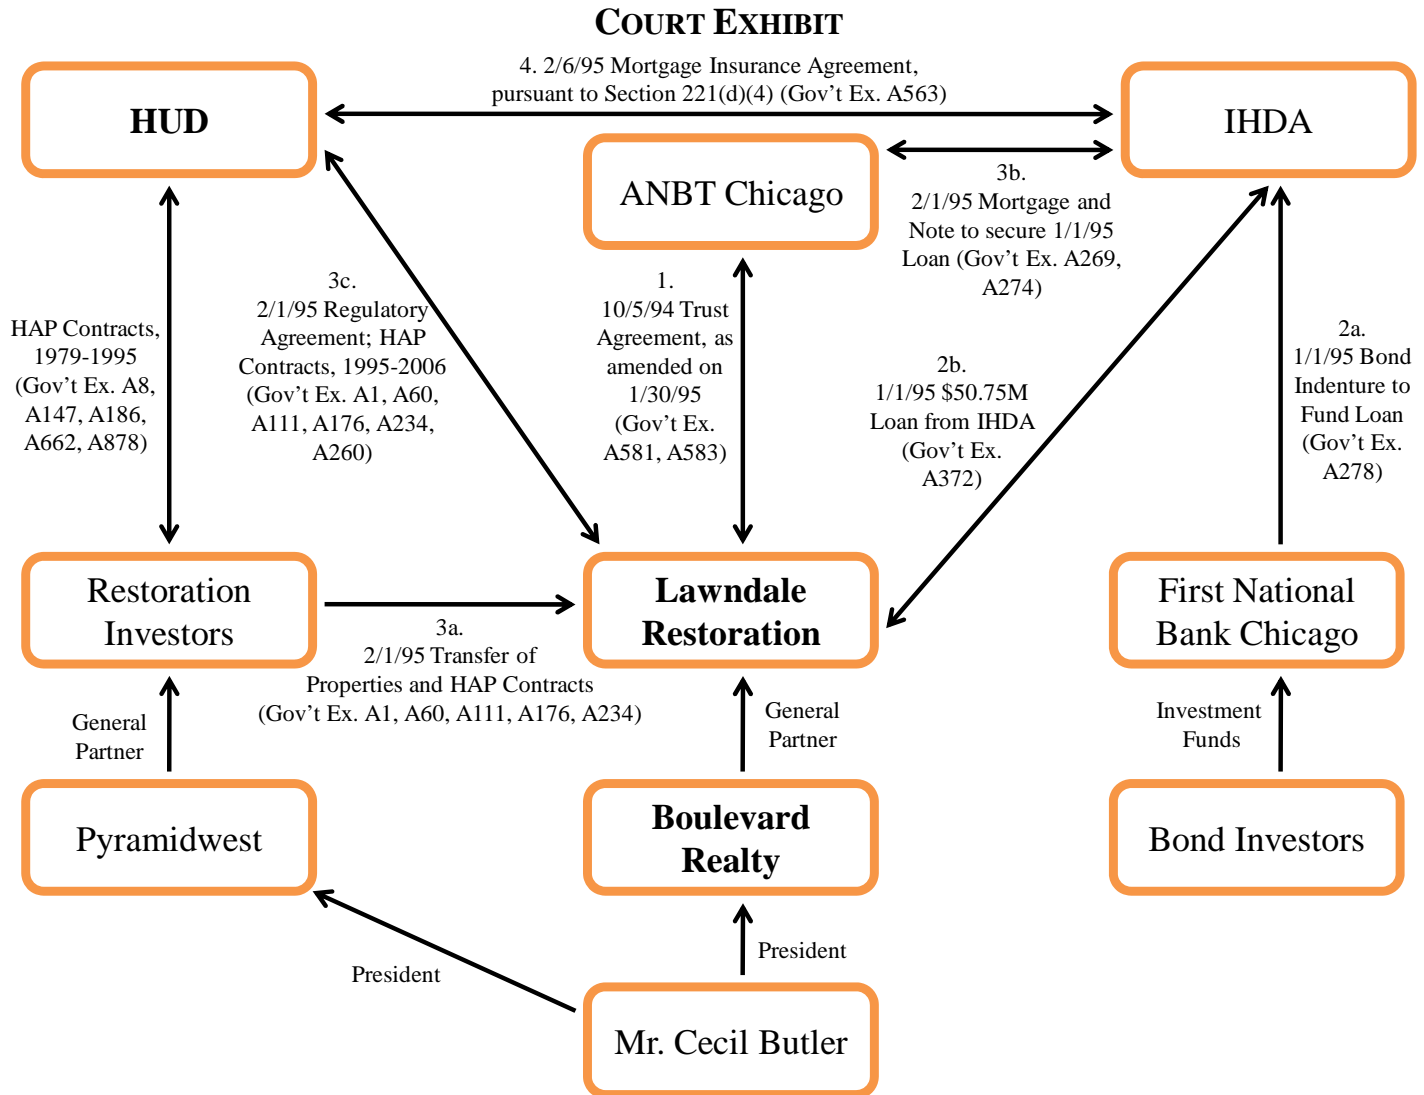 COURT EXHIBIT
4. 2/6/95 Mortgage Insurance Agreement,
pursuant to Section 221(d)(4) (Gov't Ex. A563)
HUD
IHDA
ANBT Chicago
3b.
2/1/95 Mortgage and
Note to secure 1/1/95
Loan (Gov't Ex. A269,
A274)
HAP Contracts,
1979-1995
(Gov't Ex. A8,
A147, A186,
A662, A878)
3c.
2/1/95 Regulatory
Agreement; HAP
Contracts, 1995-2006
(Gov't Ex. A1, A60,
A111, A176, A234,
A260)
1.
10/5/94 Trust
Agreement, as
amended on
1/30/95
(Gov't Ex.
A581, A583)
2b.
1/1/95 $50.75M
Loan from IHDA
(Gov't Ex.
A372)
2a.
1/1/95 Bond
Indenture to
Fund Loan
(Gov't Ex.
A278)
Restoration
Investors
Lawndale
Restoration
First National
Bank Chicago
3a.
2/1/95 Transfer of
Properties and HAP Contracts
(Gov't Ex. A1, A60, A111, A176, A234)
General
Partner
General
Partner
Investment
Funds
Pyramidwest
Boulevard
Realty
Bond Investors
President
President
Mr. Cecil Butler